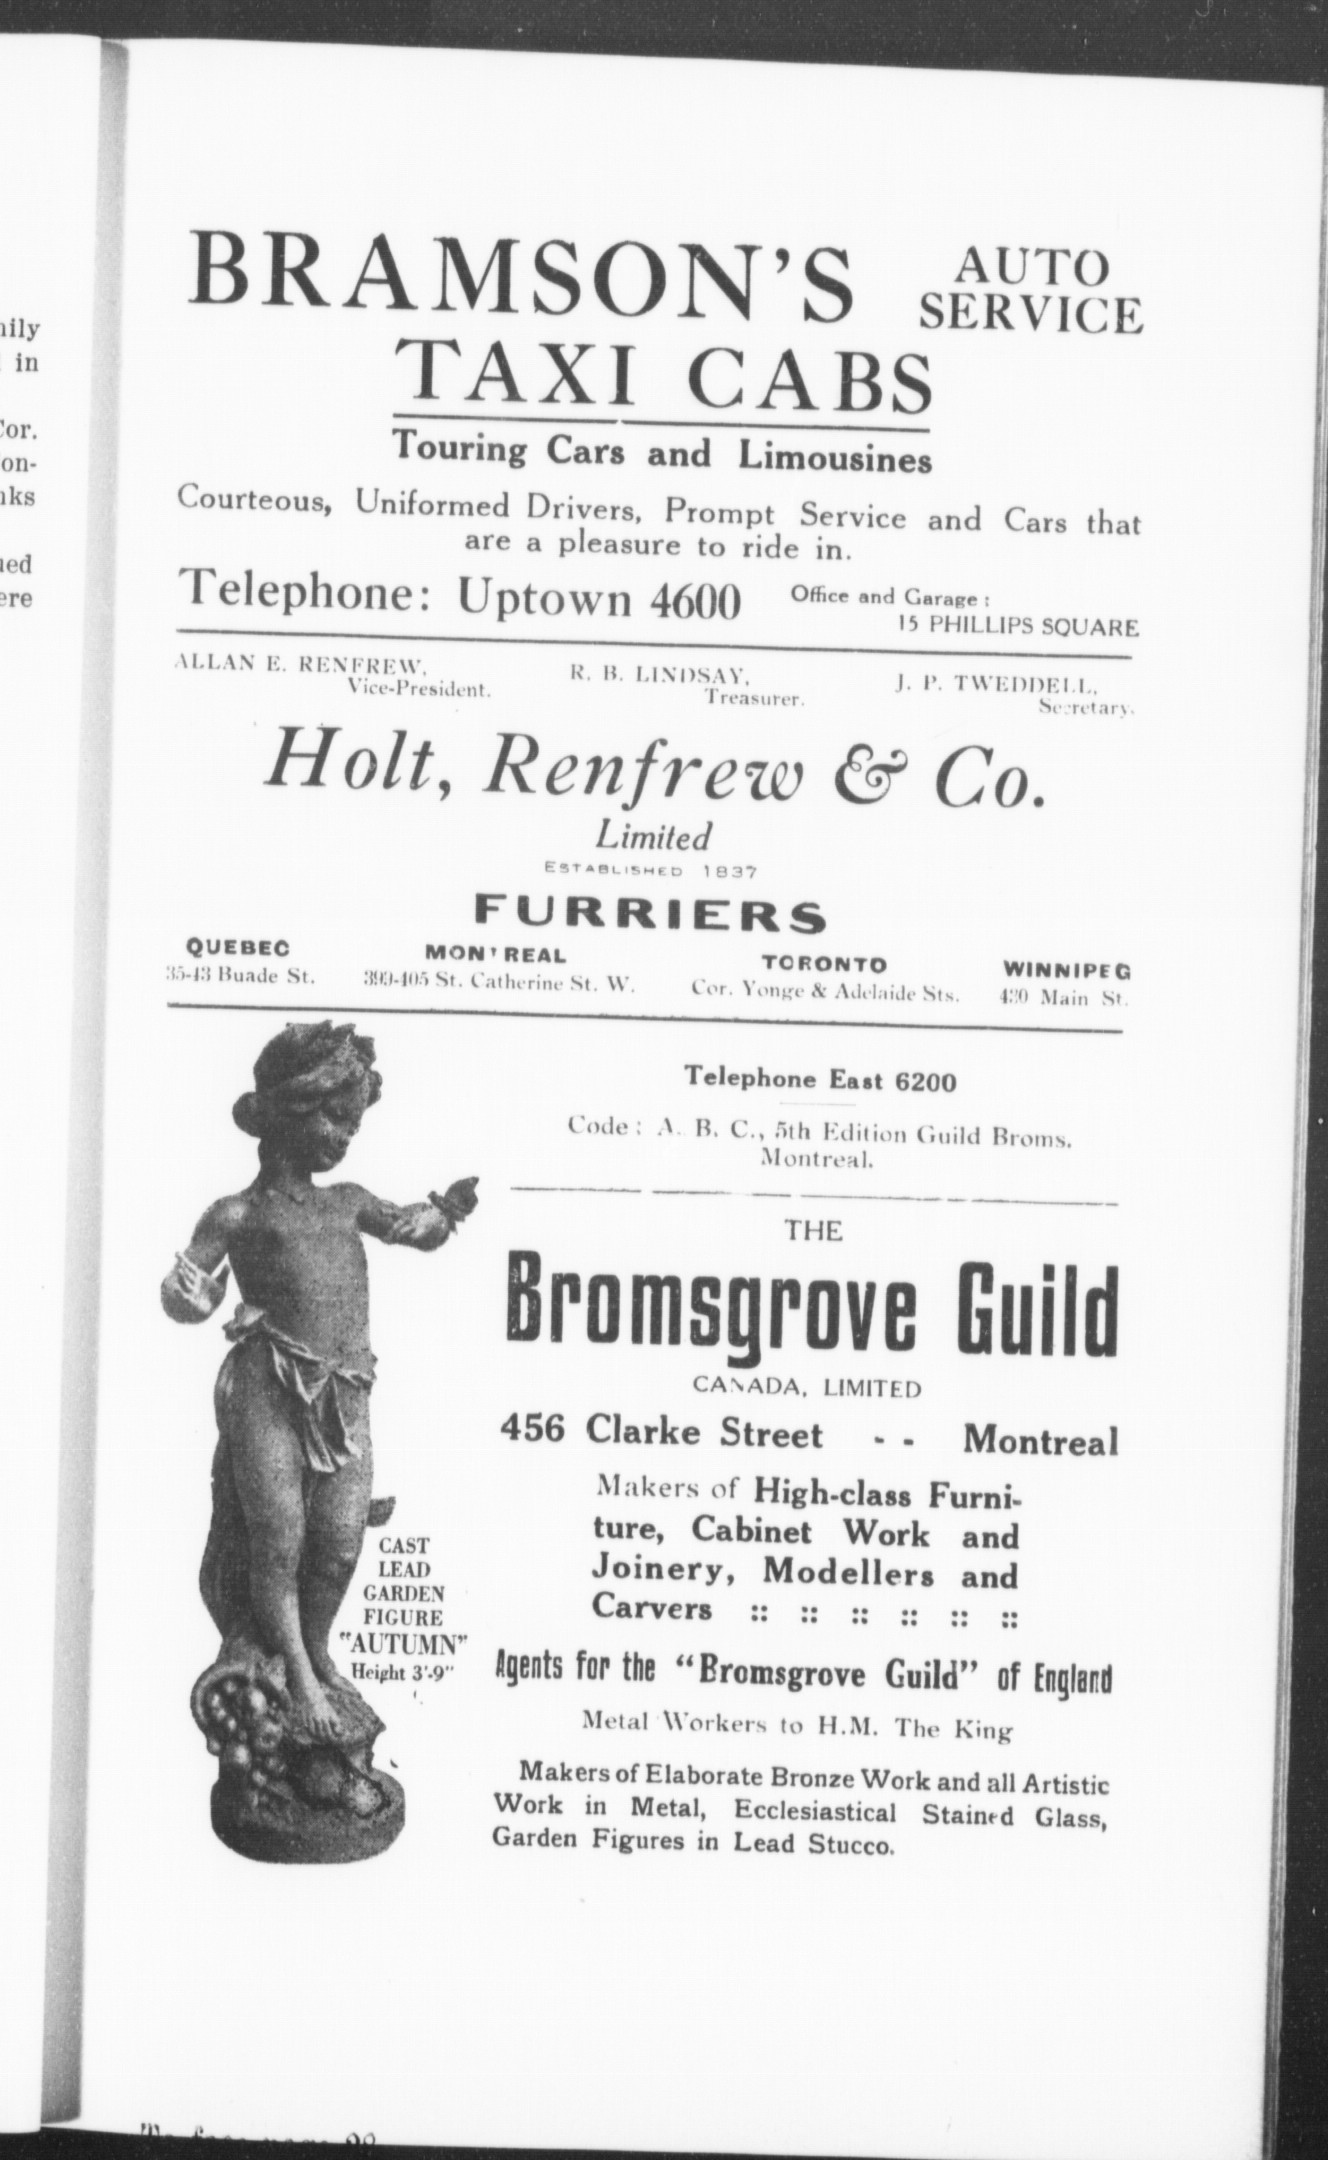 BRAMSON'S AUTO SERVICE
TAXI CABS
Touring Cars and Limousines
Courteous, Uniformed Drivers, Prompt Service and Cars that
are a pleasure to ride in.
Telephone: Uptown 4600
Office and Garage:
15 PHILLIPS SQUARE
ALLAN E. RENFREW,
Vice-President.
R. B. LINDSAY,
Treasurer.
J. P. TWEDDELL,
Secretary.
Holt, Renfrew & Co.
Limited
ESTABLISHED 1837
FURRIERS
QUEBEC
35-43 Buade St.
MONTREAL
399-405 St. Catherine St. W.
TORONTO
Cor. Yonge & Adelaide Sts.
WINNIPEG
430 Main St.
Telephone East 6200
Code: A. B. C., 5th Edition Guild Broms.
Montreal.
THE
Bromsgrove Guild
CANADA, LIMITED
456 Clarke Street - - Montreal
Makers of High-class Furni-
ture, Cabinet Work and
Joinery, Modellers and
Carvers :: :: :: :: :: ::
Agents for the "Bromsgrove Guild" of England
Metal Workers to H.M. The King
Makers of Elaborate Bronze Work and all Artistic
Work in Metal, Ecclesiastical Stained Glass,
Garden Figures in Lead Stucco.
CAST
LEAD
GARDEN
FIGURE
"AUTUMN"
Height 3'-9"